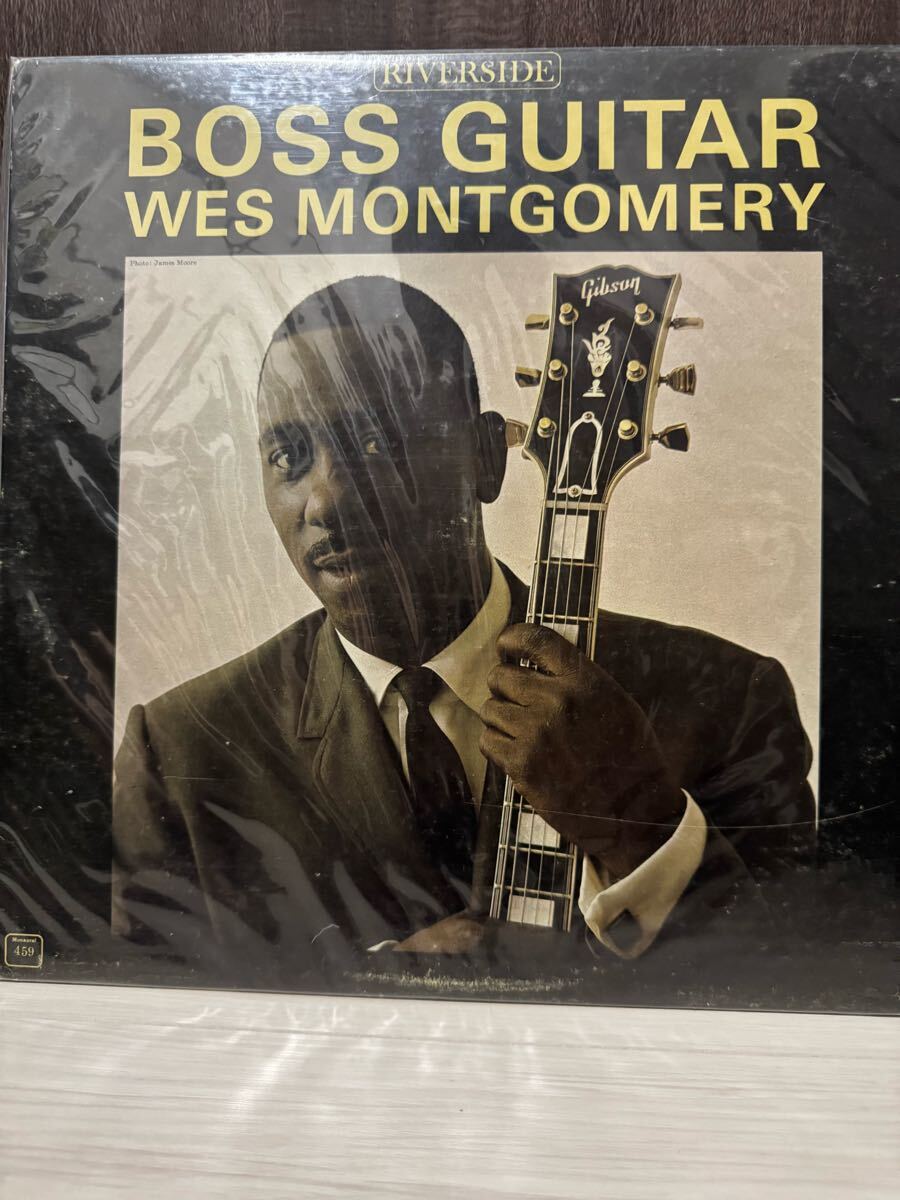 RIVERSIDE
BOSS GUITAR
WES MONTGOMERY
Photo: James Moore
Gibson
Monaural
459